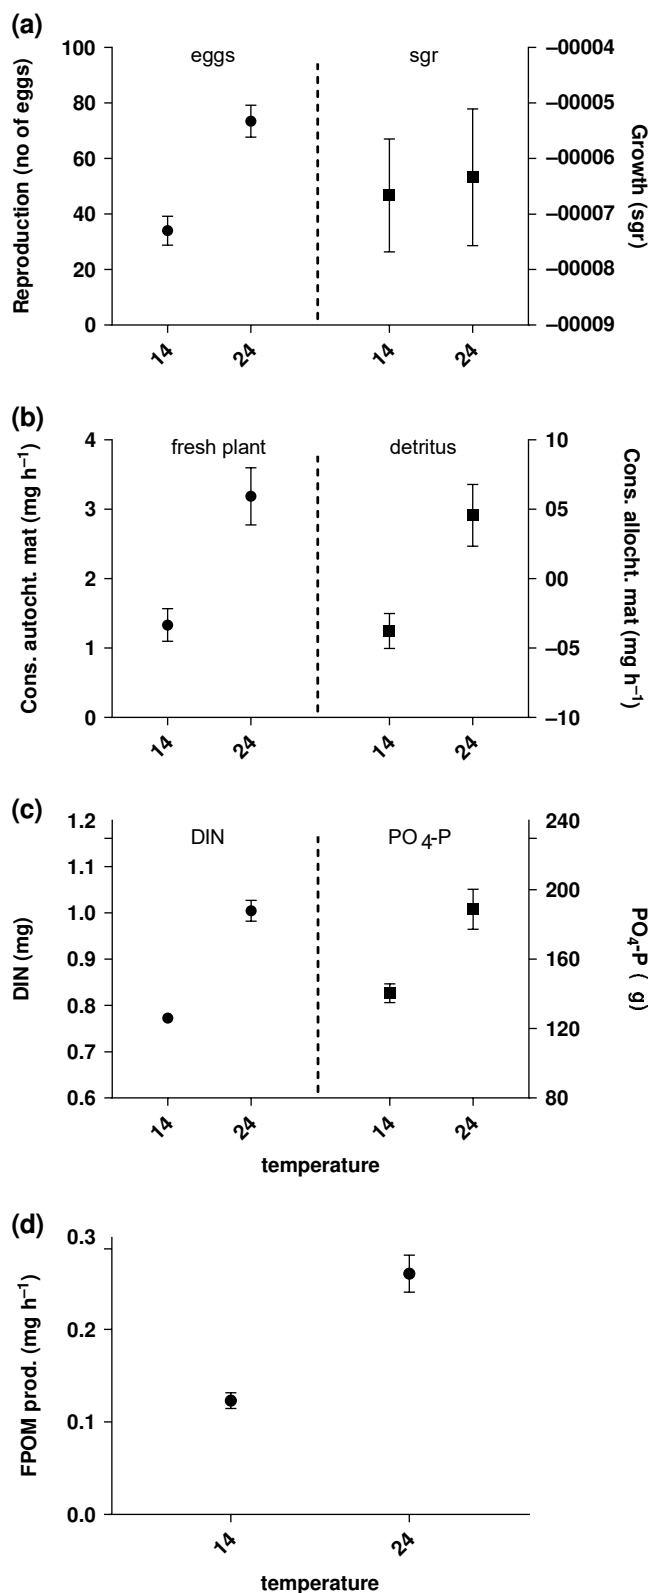 (a)
eggs
sgr
Reproduction (no of eggs)
100
80
60
40
20
0
–00004
–00005
–00006
–00007
–00008
–00009
Growth (sgr)
14
24
14
24
(b)
fresh plant
detritus
Cons. autocht. mat (mg h–1)
4
3
2
1
0
10
05
00
–05
–10
Cons. allocht. mat (mg h–1)
14
24
14
24
(c)
DIN
PO4-P
DIN (mg)
1.2
1.1
1.0
0.9
0.8
0.7
0.6
240
200
160
120
80
PO4-P ( g)
14
24
14
24
temperature
(d)
FPOM prod. (mg h–1)
0.3
0.2
0.1
0.0
14
24
temperature